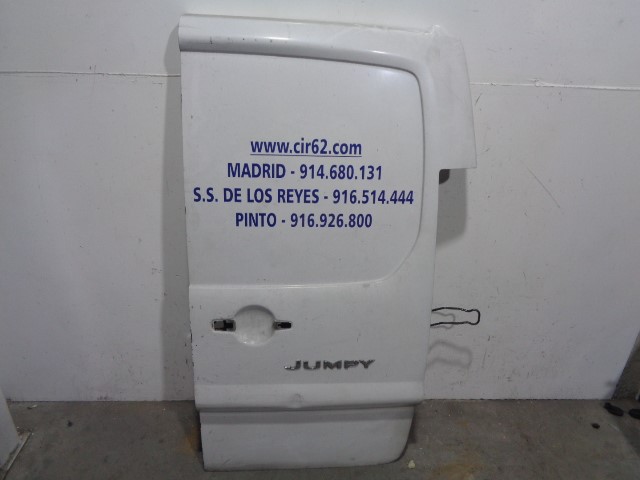 www.cir62.com
MADRID - 914.680.131
S.S. DE LOS REYES - 916.514.444
PINTO - 916.926.800
JUMPY